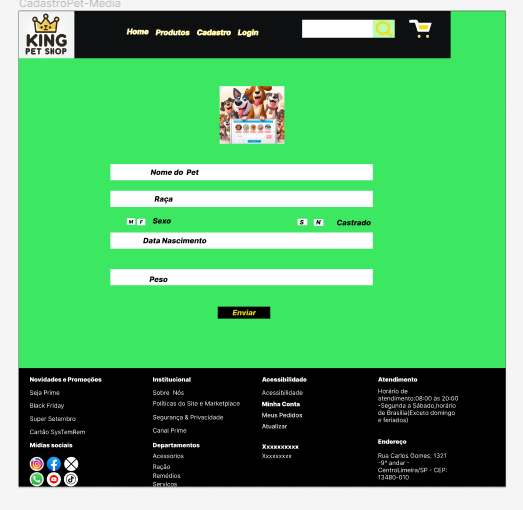 CadastroPet-Media
KING
PET SHOP
Home Produtos Cadastro Login
Nome do Pet
Raça
M F Sexo
S N Castrado
Data Nascimento
Peso
Enviar
Novidades e Promoções
Seja Prime
Black Friday
Super Setembro
Cartão SysTemRem
Mídias sociais
Institucional
Sobre Nós
Políticas do Site e Marketplace
Segurança & Privacidade
Canal Prime
Departamentos
Acessorios
Ração
Remédios
Serviços
Acessibilidade
Acessibilidade
Minha Conta
Meus Pedidos
Atualizar
Xxxxxxxxxx
Xxxxxxxxx
Atendimento
Horário de
atendimento:08:00 às 20:00
-Segunda a Sábado,horário
de Brasília(Exceto domingo
e feriados)
Endereço
Rua Carlos Gomes, 1321
-9° andar -
CentroLimeira/SP - CEP:
13480-010